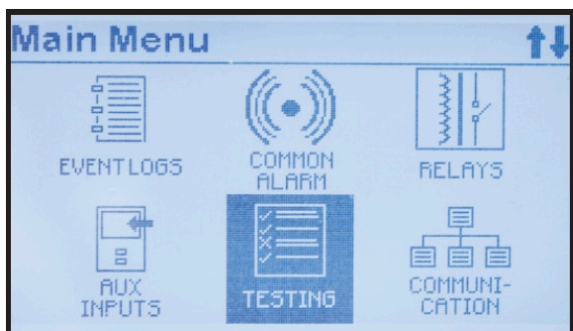 Main Menu
EVENT LOGS
COMMON
ALARM
RELAYS
AUX
INPUTS
TESTING
COMMUNI-
CATION